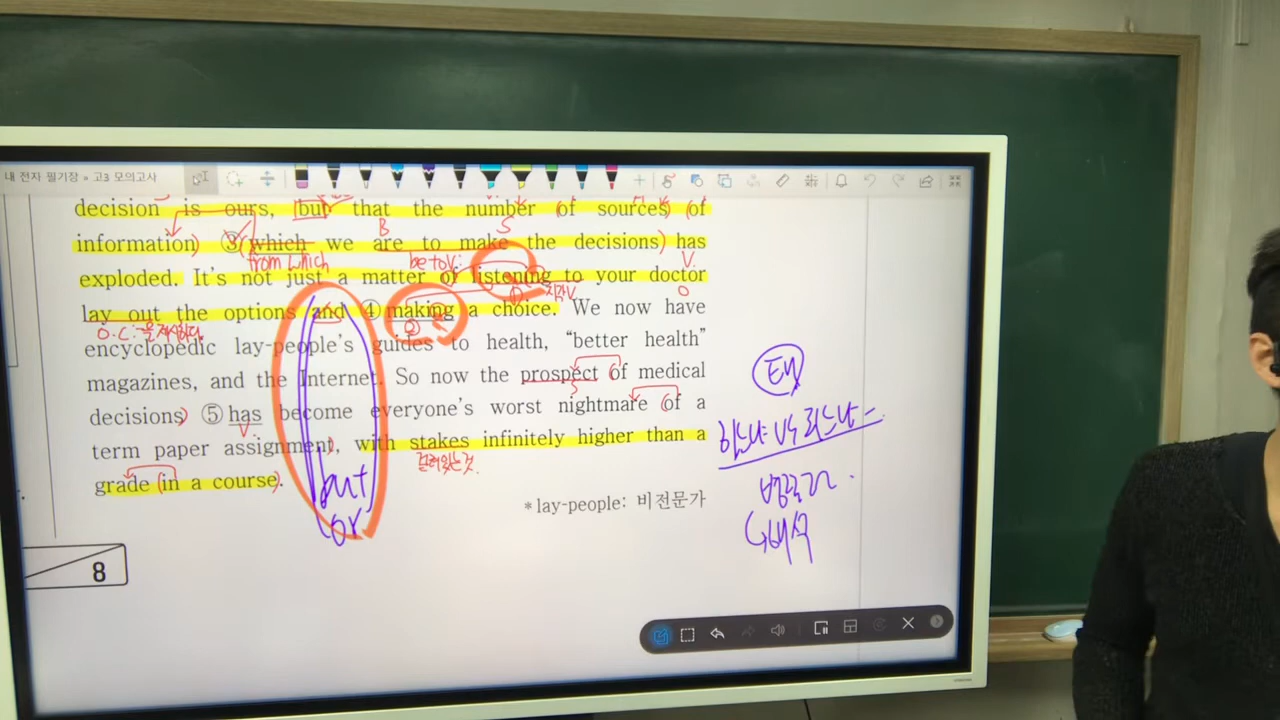 내 전자 필기장 » 고3 모의고사
decision is ours, but that the number of sources of
B S
information) ③(which we are to make the decisions) has
from which be to V. V.
exploded. It's not just a matter of listening to your doctor
① 지각V O
lay out the options and ④ making a choice. We now have
O.C: ②
encyclopedic lay-people's guides to health, "better health"
magazines, and the Internet. So now the prospect of medical
decisions) ⑤ has become everyone's worst nightmare (of a
V
term paper assignment), with stakes infinitely higher than a
걸려있는것.
grade (in a course).
but
or
*lay-people: 비전문가
8